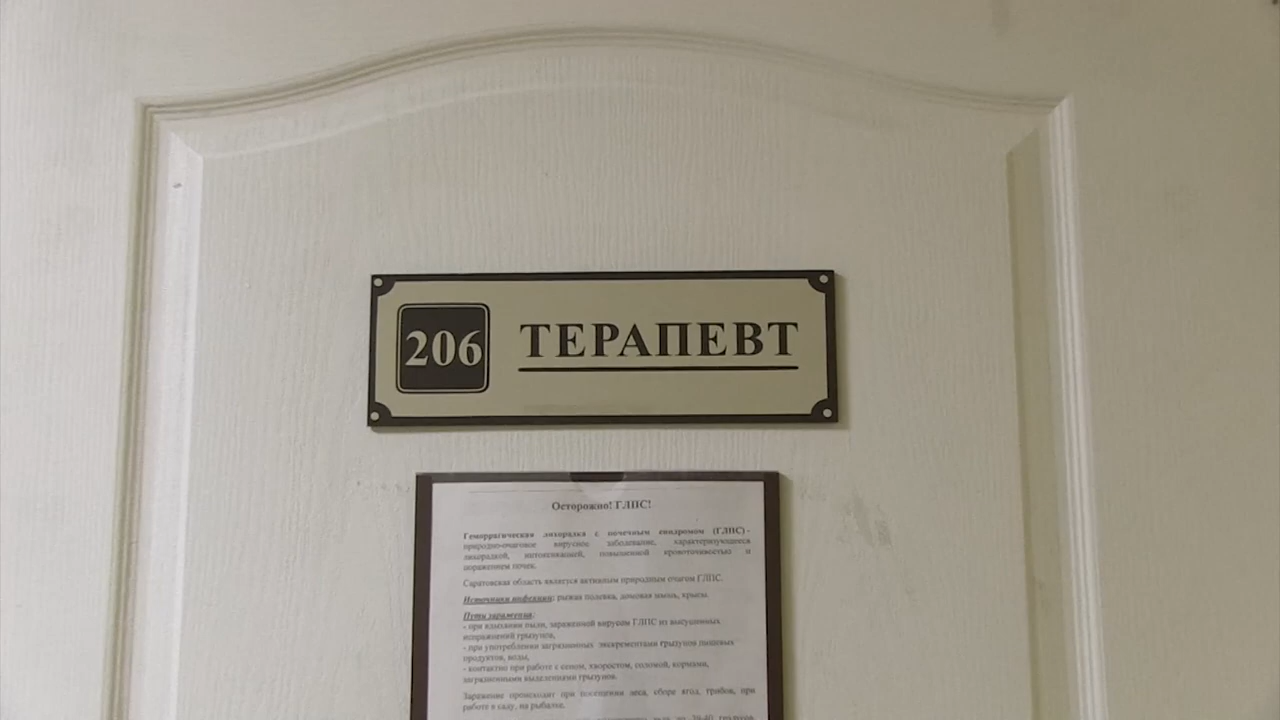 206 ТЕРАПЕВТ
Осторожно! ГЛПС!
Геморрагическая лихорадка с почечным синдромом (ГЛПС) -
природно-очаговое вирусное заболевание, характеризующееся
лихорадкой, интоксикацией, повышенной кровоточивостью и
поражением почек.
Саратовская область является активным природным очагом ГЛПС.
Источники инфекции: рыжая полевка, домовая мышь, крысы.
Пути заражения:
- при вдыхании пыли, зараженной вирусом ГЛПС из высушенных
испражнений грызунов,
- при употреблении загрязненных экскрементами грызунов пищевых
продуктов, воды,
- контактно при работе с сеном, хворостом, соломой, кормами,
загрязненными выделениями грызунов.
Заражение происходит при посещении леса, сборе ягод, грибов, при
работе в саду, на рыбалке.